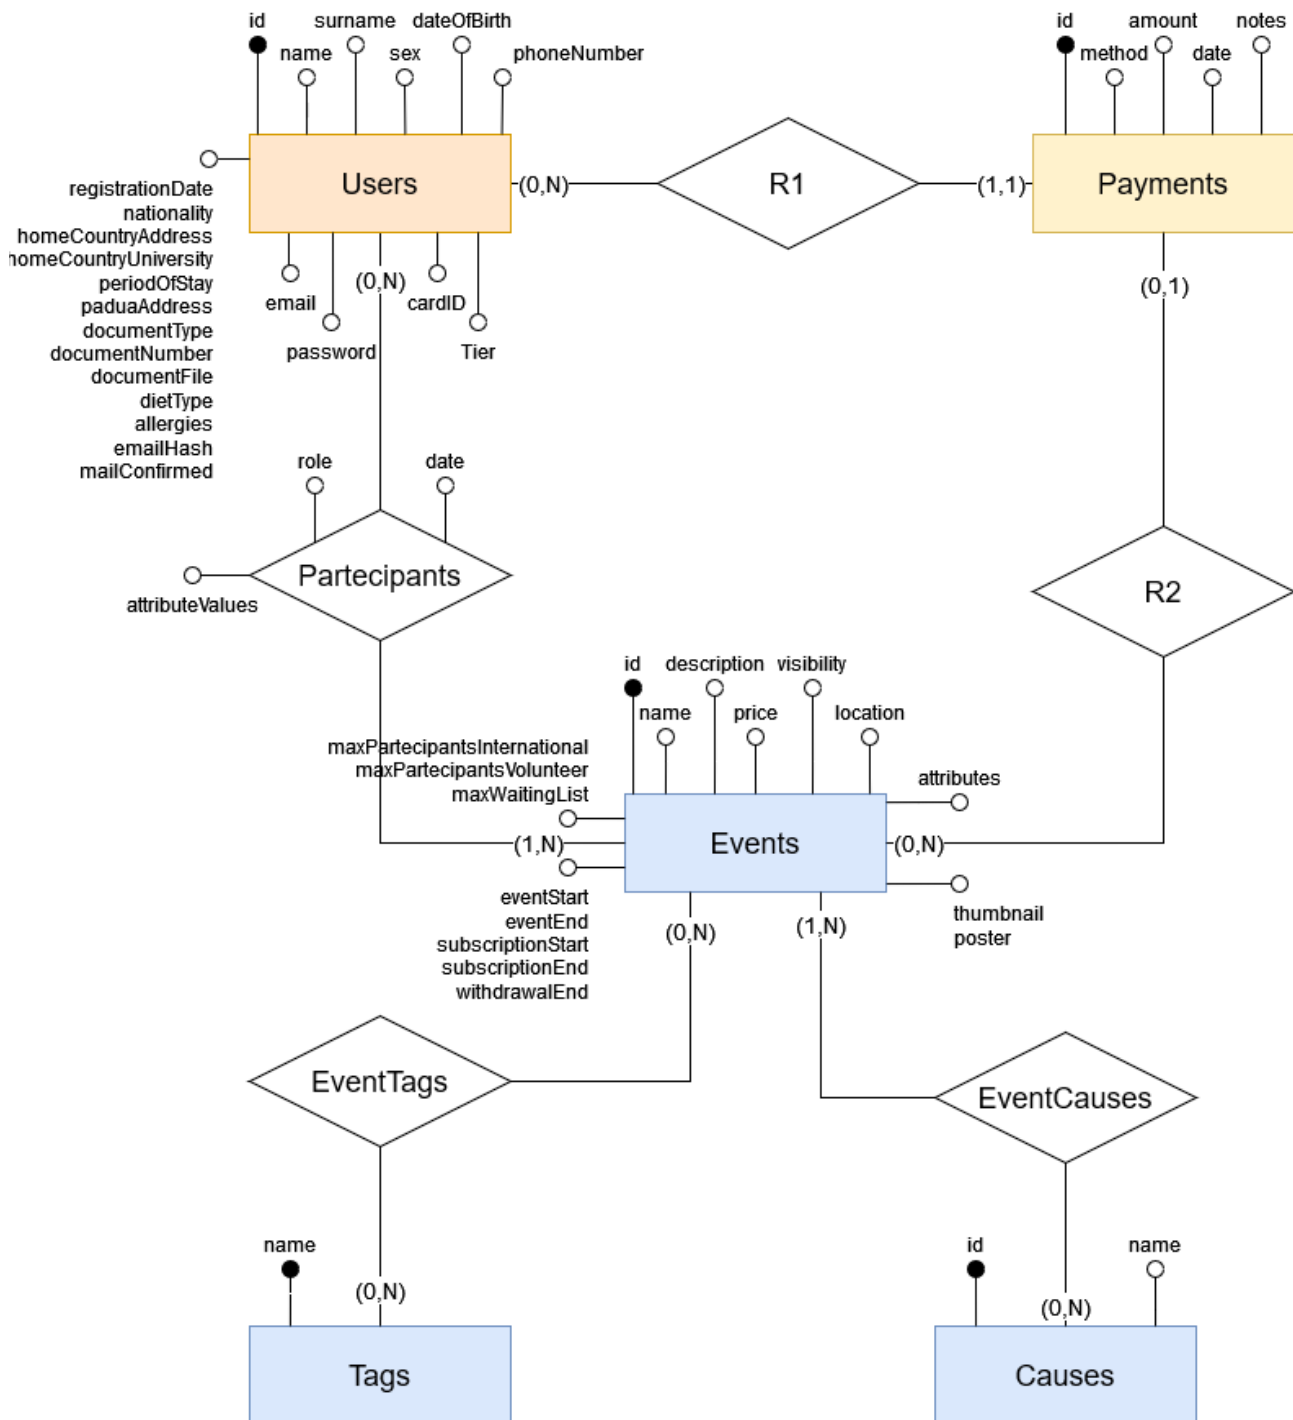 id
surname
dateOfBirth
name
sex
phoneNumber
id
amount
notes
method
date
Users
(0,N)
R1
(1,1)
Payments
registrationDate
nationality
homeCountryAddress
homeCountryUniversity
periodOfStay
paduaAddress
documentType
documentNumber
documentFile
dietType
allergies
emailHash
mailConfirmed
email
(0,N)
cardID
password
Tier
(0,1)
role
date
Partecipants
attributeValues
R2
id
description
visibility
name
price
location
maxPartecipantsInternational
maxPartecipantsVolunteer
maxWaitingList
attributes
(1,N)
Events
(0,N)
eventStart
eventEnd
subscriptionStart
subscriptionEnd
withdrawalEnd
thumbnail
poster
(0,N)
(1,N)
EventTags
EventCauses
name
(0,N)
id
name
(0,N)
Tags
Causes